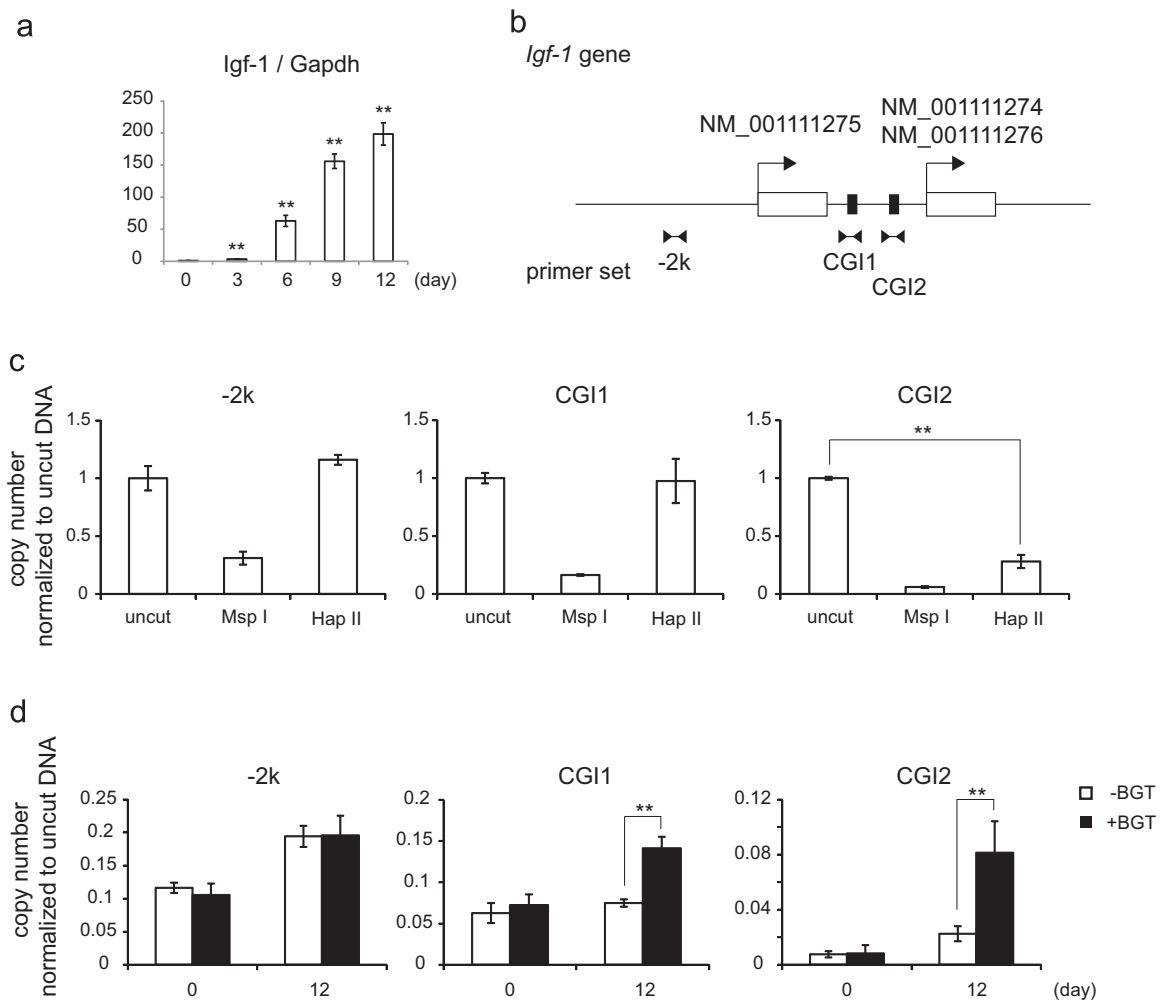 a
Igf-1 / Gapdh
250
200
150
100
50
0
**
**
**
**
**
0 3 6 9 12 (day)
b
Igf-1 gene
NM_001111275
NM_001111274
NM_001111276
primer set
-2k
CGI1
CGI2
c
copy number
normalized to uncut DNA
-2k
1.5
1
0.5
0
uncut Msp I Hap II
CGI1
1.5
1
0.5
0
uncut Msp I Hap II
CGI2
1.5
1
0.5
0
**
uncut Msp I Hap II
d
copy number
normalized to uncut DNA
-2k
0.25
0.2
0.15
0.1
0.05
0
0 12
CGI1
0.25
0.2
0.15
0.1
0.05
0
**
0 12
CGI2
0.12
0.08
0.04
0
**
0 12 (day)
-BGT
+BGT